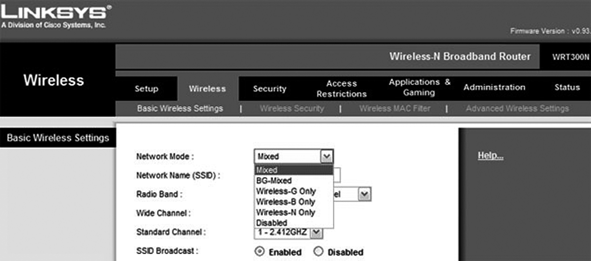 LINKSYS®
A Division of Cisco Systems, Inc.
Firmware Version : v0.93.
Wireless-N Broadband Router WRT300N
Wireless
Setup Wireless Security Access Restrictions Applications & Gaming Administration Status
Basic Wireless Settings | Wireless Security | Wireless MAC Filter | Advanced Wireless Settings
Basic Wireless Settings
Network Mode : Mixed
Help...
Mixed
Network Name (SSID) :
BG-Mixed
Radio Band : Wireless-G Only
Wireless-B Only
Wide Channel : Wireless-N Only
Disabled
Standard Channel : 1 - 2.412GHZ
SSID Broadcast : Enabled Disabled